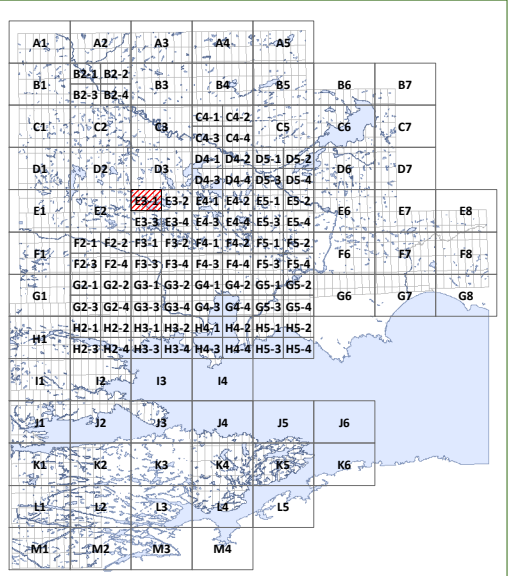 A1 A2 A3 A4 A5
B2-1 B2-2
B1 B3 B4 B5 B6 B7
B2-3 B2-4
C4-1 C4-2
C1 C2 C3 C5 C6 C7
C4-3 C4-4
D4-1 D4-2 D5-1 D5-2
D1 D2 D3 D6 D7
D4-3 D4-4 D5-3 D5-4
E3-1 E3-2 E4-1 E4-2 E5-1 E5-2
E1 E2 E6 E7 E8
E3-3 E3-4 E4-3 E4-4 E5-3 E5-4
F2-1 F2-2 F3-1 F3-2 F4-1 F4-2 F5-1 F5-2
F1 F6 F7 F8
F2-3 F2-4 F3-3 F3-4 F4-3 F4-4 F5-3 F5-4
G2-1 G2-2 G3-1 G3-2 G4-1 G4-2 G5-1 G5-2
G1 G6 G7 G8
G2-3 G2-4 G3-3 G3-4 G4-3 G4-4 G5-3 G5-4
H2-1 H2-2 H3-1 H3-2 H4-1 H4-2 H5-1 H5-2
H1
H2-3 H2-4 H3-3 H3-4 H4-3 H4-4 H5-3 H5-4
I1 I2 I3 I4
J1 J2 J3 J4 J5 J6
K1 K2 K3 K4 K5 K6
L1 L2 L3 L4 L5
M1 M2 M3 M4